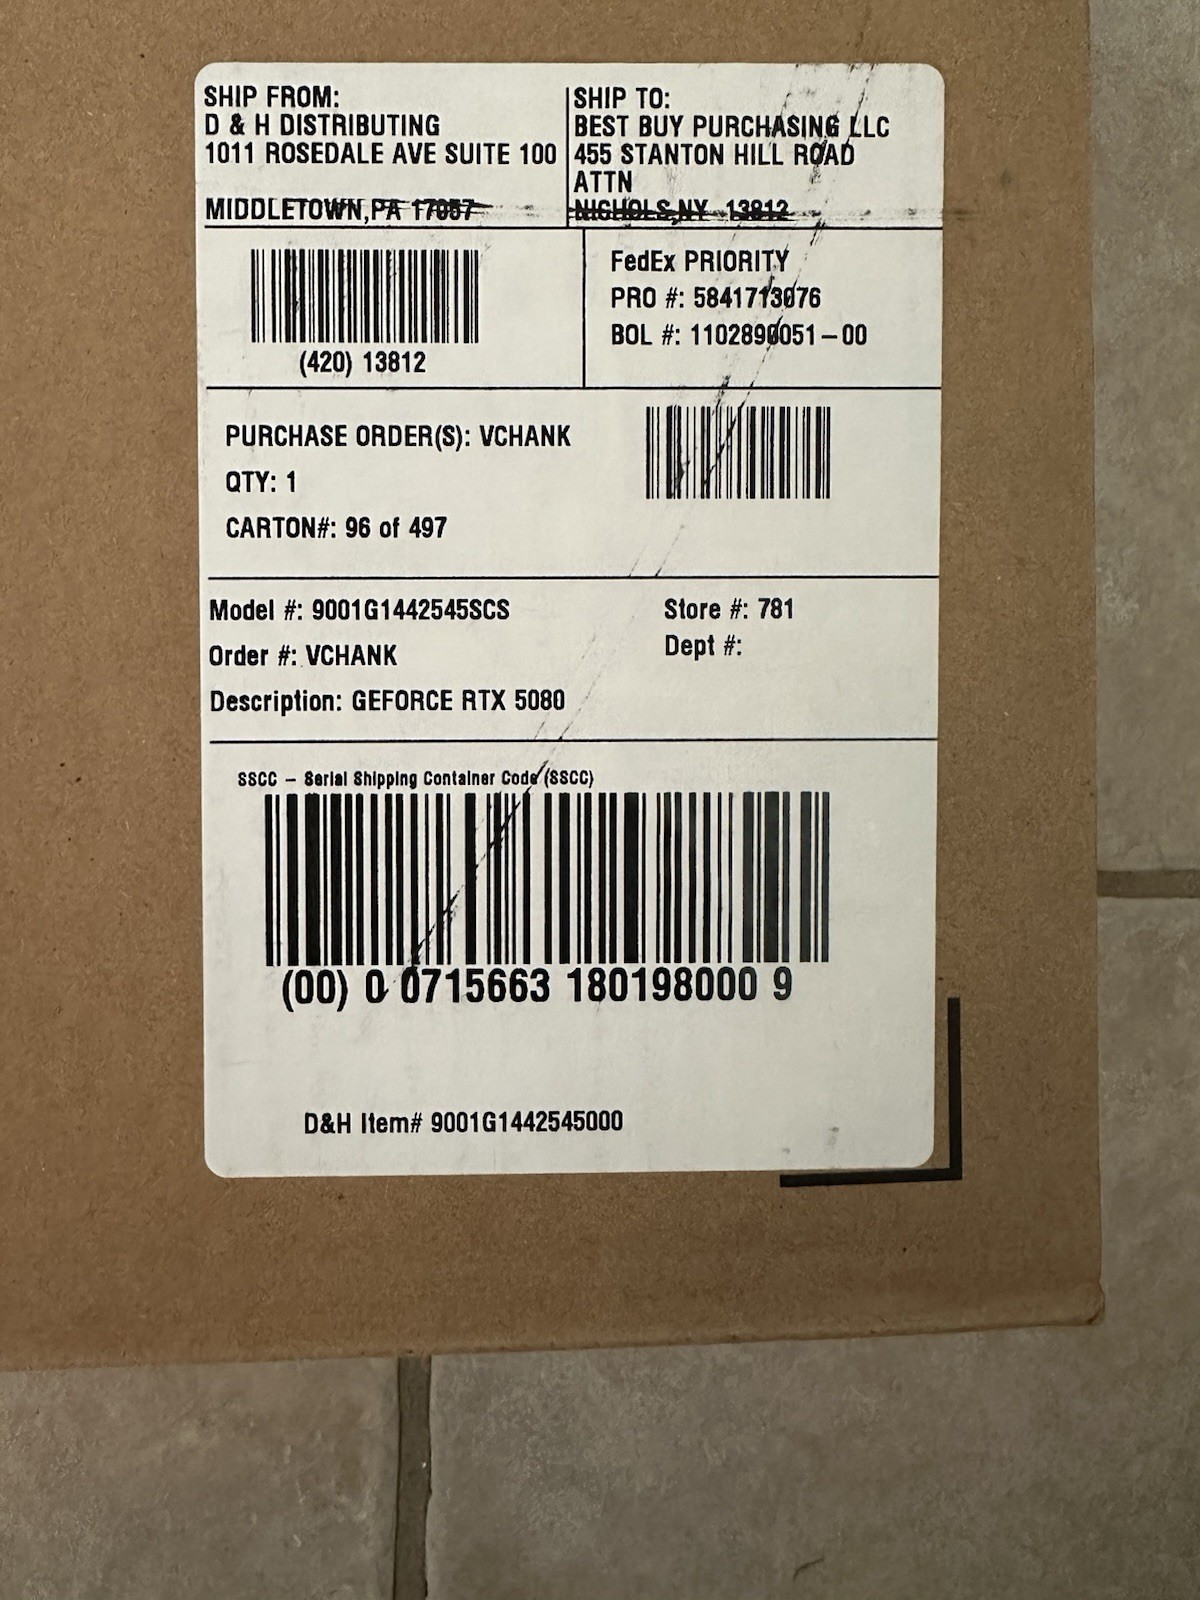 SHIP FROM:
D & H DISTRIBUTING
1011 ROSEDALE AVE SUITE 100
MIDDLETOWN,PA 17057
SHIP TO:
BEST BUY PURCHASING LLC
455 STANTON HILL ROAD
ATTN
NICHOLS,NY 13812
(420) 13812
FedEx PRIORITY
PRO #: 5841713076
BOL #: 1102890051-00
PURCHASE ORDER(S): VCHANK
QTY: 1
CARTON#: 96 of 497
Model #: 9001G1442545SCS
Order #: VCHANK
Description: GEFORCE RTX 5080
Store #: 781
Dept #:
SSCC - Serial Shipping Container Code (SSCC)
(00) 0 0715663 180198000 9
D&H Item# 9001G1442545000